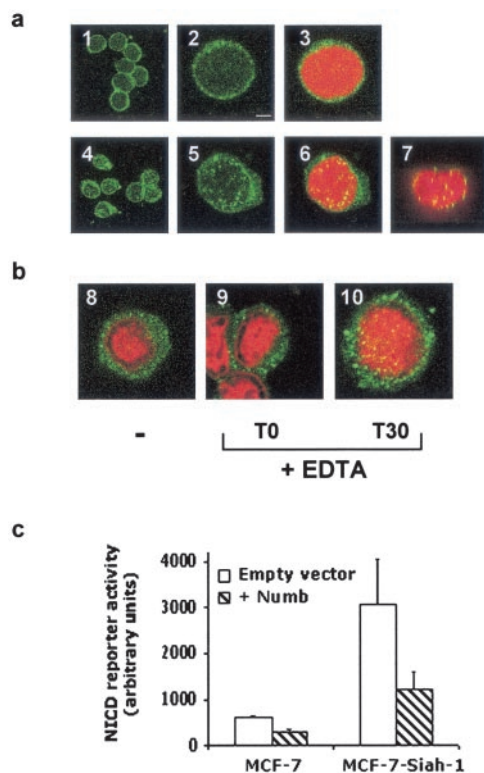 a
1 2 3
4 5 6 7
b
8 9 10
- T0 T30
+ EDTA
c
NICD reporter activity
(arbitrary units)
4000
3000
2000
1000
0
Empty vector
+ Numb
MCF-7 MCF-7-Siah-1